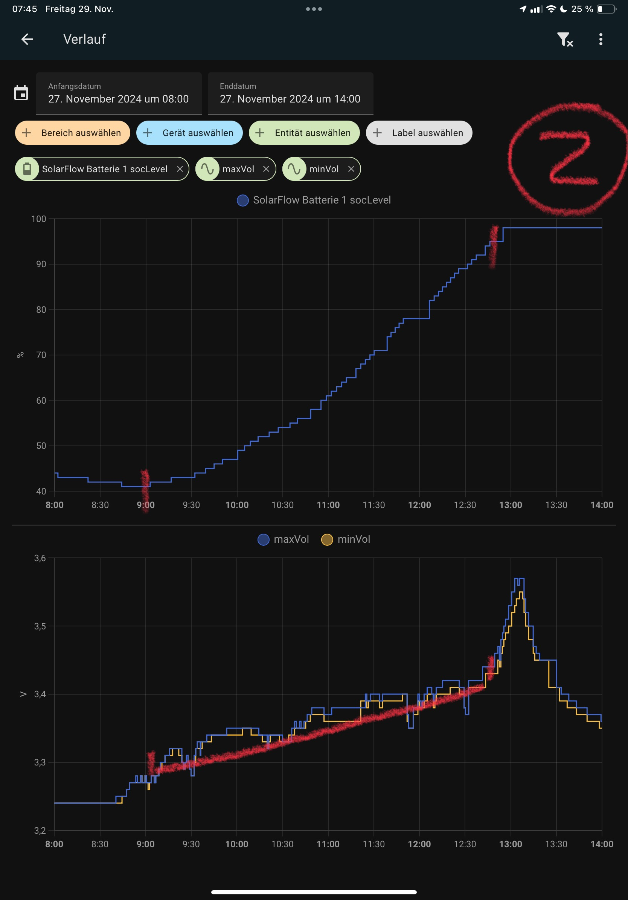 07:45 Freitag 29. Nov. 25 %
Verlauf
Anfangsdatum
27. November 2024 um 08:00
Enddatum
27. November 2024 um 14:00
+ Bereich auswählen
+ Gerät auswählen
+ Entität auswählen
+ Label auswählen
SolarFlow Batterie 1 socLevel ×
maxVol ×
minVol ×
2
SolarFlow Batterie 1 socLevel
100
90
80
70
60
50
40
%
8:00 8:30 9:00 9:30 10:00 10:30 11:00 11:30 12:00 12:30 13:00 13:30 14:00
maxVol minVol
3,6
3,5
3,4
3,3
3,2
V
8:00 8:30 9:00 9:30 10:00 10:30 11:00 11:30 12:00 12:30 13:00 13:30 14:00